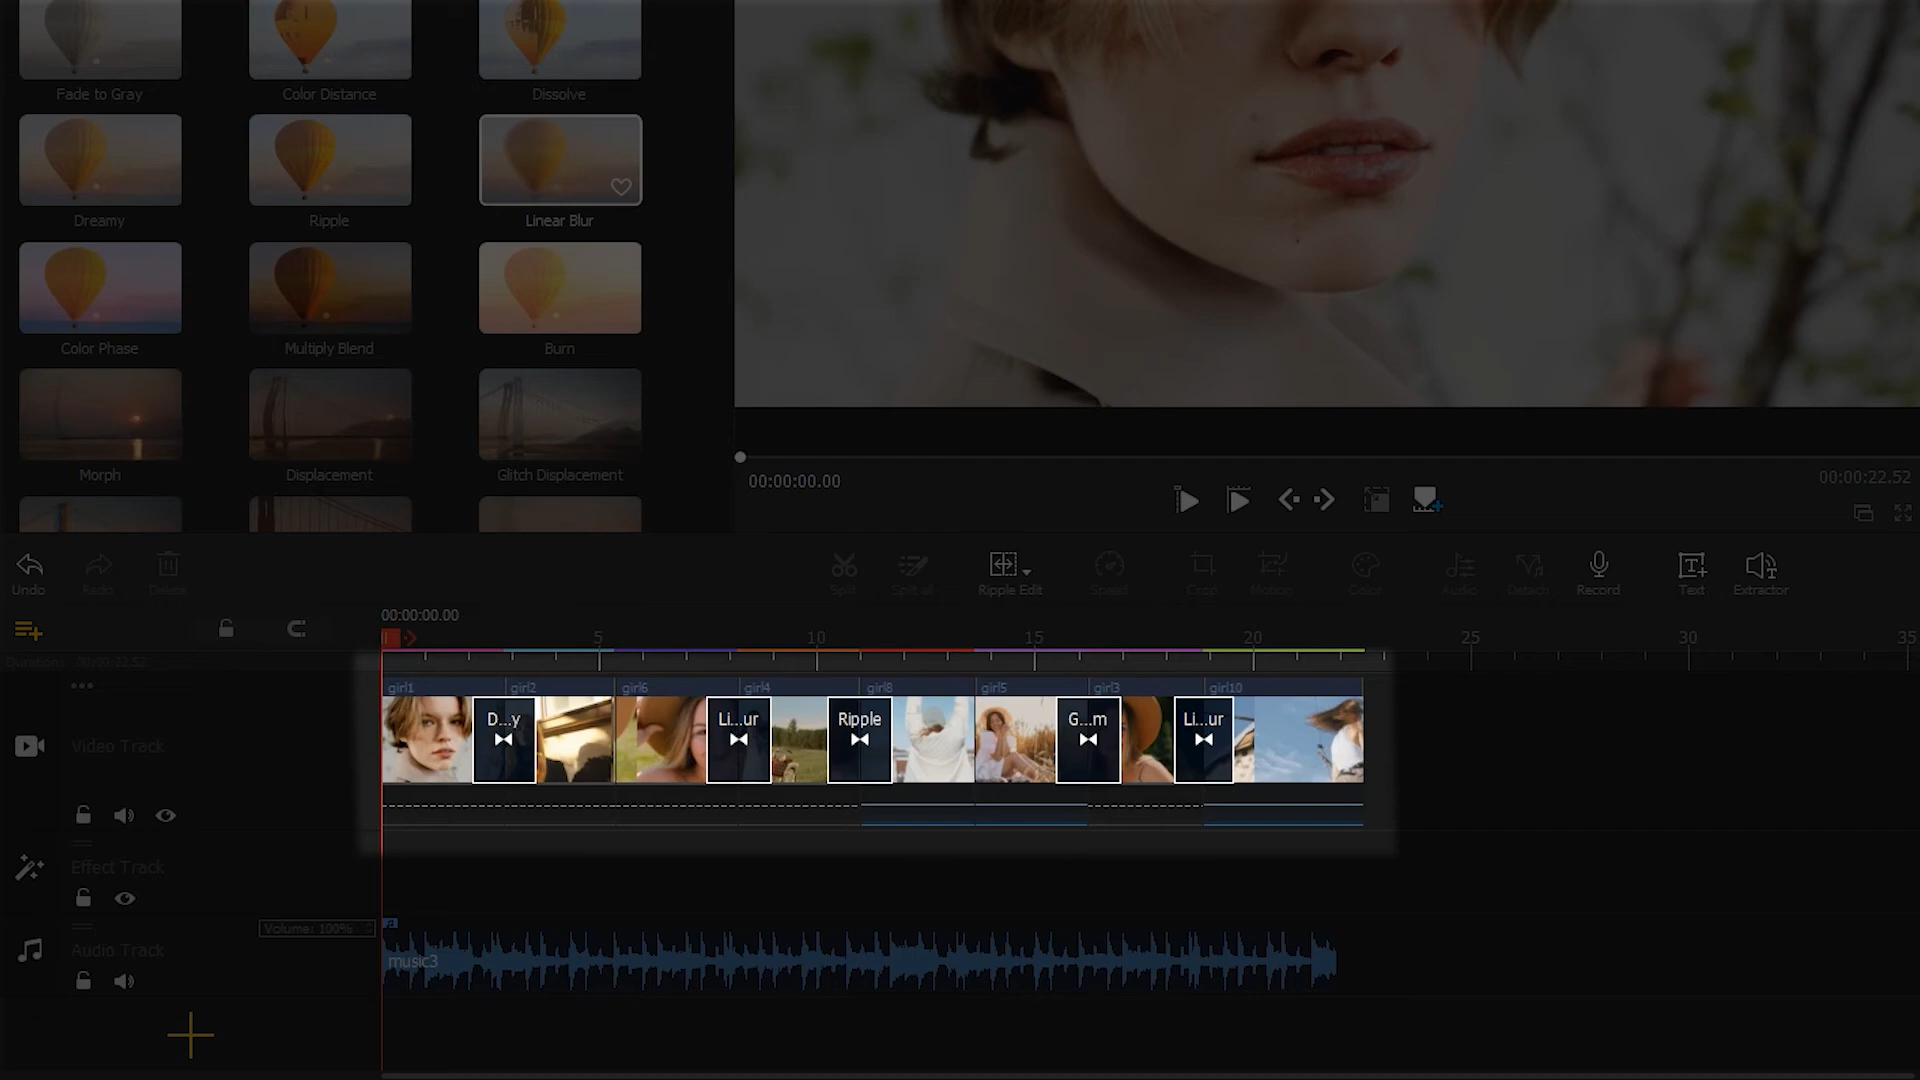 Fade to Gray
Color Distance
Dissolve
Dreamy
Ripple
Linear Blur
Color Phase
Multiply Blend
Burn
Morph
Displacement
Glitch Displacement
00:00:00.00
00:00:22.52
Undo
Redo
Delete
Split
Split all
Ripple Edit
Speed
Crop
Motion
Color
Audio
Detach
Record
Text
Extractor
00:00:00.00
5
10
15
20
25
30
35
Duration: 00:00:22.52
girl1
girl2
girl6
girl4
girl8
girl5
girl3
girl10
D...y
Li...ur
Ripple
G...m
Li...ur
Video Track
Effect Track
Volume: 100%
Audio Track
music3